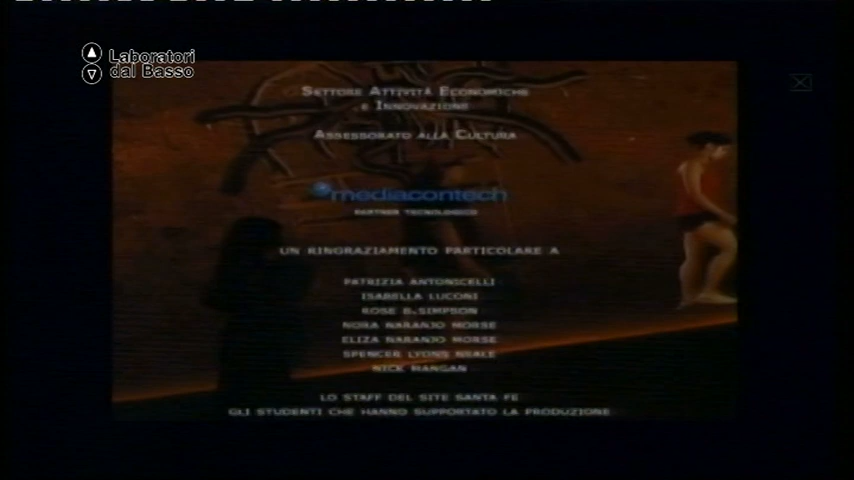 Laboratori
dal Basso
SETTORE ATTIVITÀ ECONOMICHE
E INNOVAZIONE
ASSESSORATO ALLA CULTURA
mediacontech
PARTNER TECNOLOGICO
UN RINGRAZIAMENTO PARTICOLARE A
PATRIZIA ANTONICELLI
ISABELLA LUCONI
ROSE B.SIMPSON
NORA NARANJO MORSE
ELIZA NARANJO MORSE
SPENCER LYONS
NICK MANGAN
LO STAFF DEL SITE SANTA FE
GLI STUDENTI CHE HANNO SUPPORTATO LA PRODUZIONE